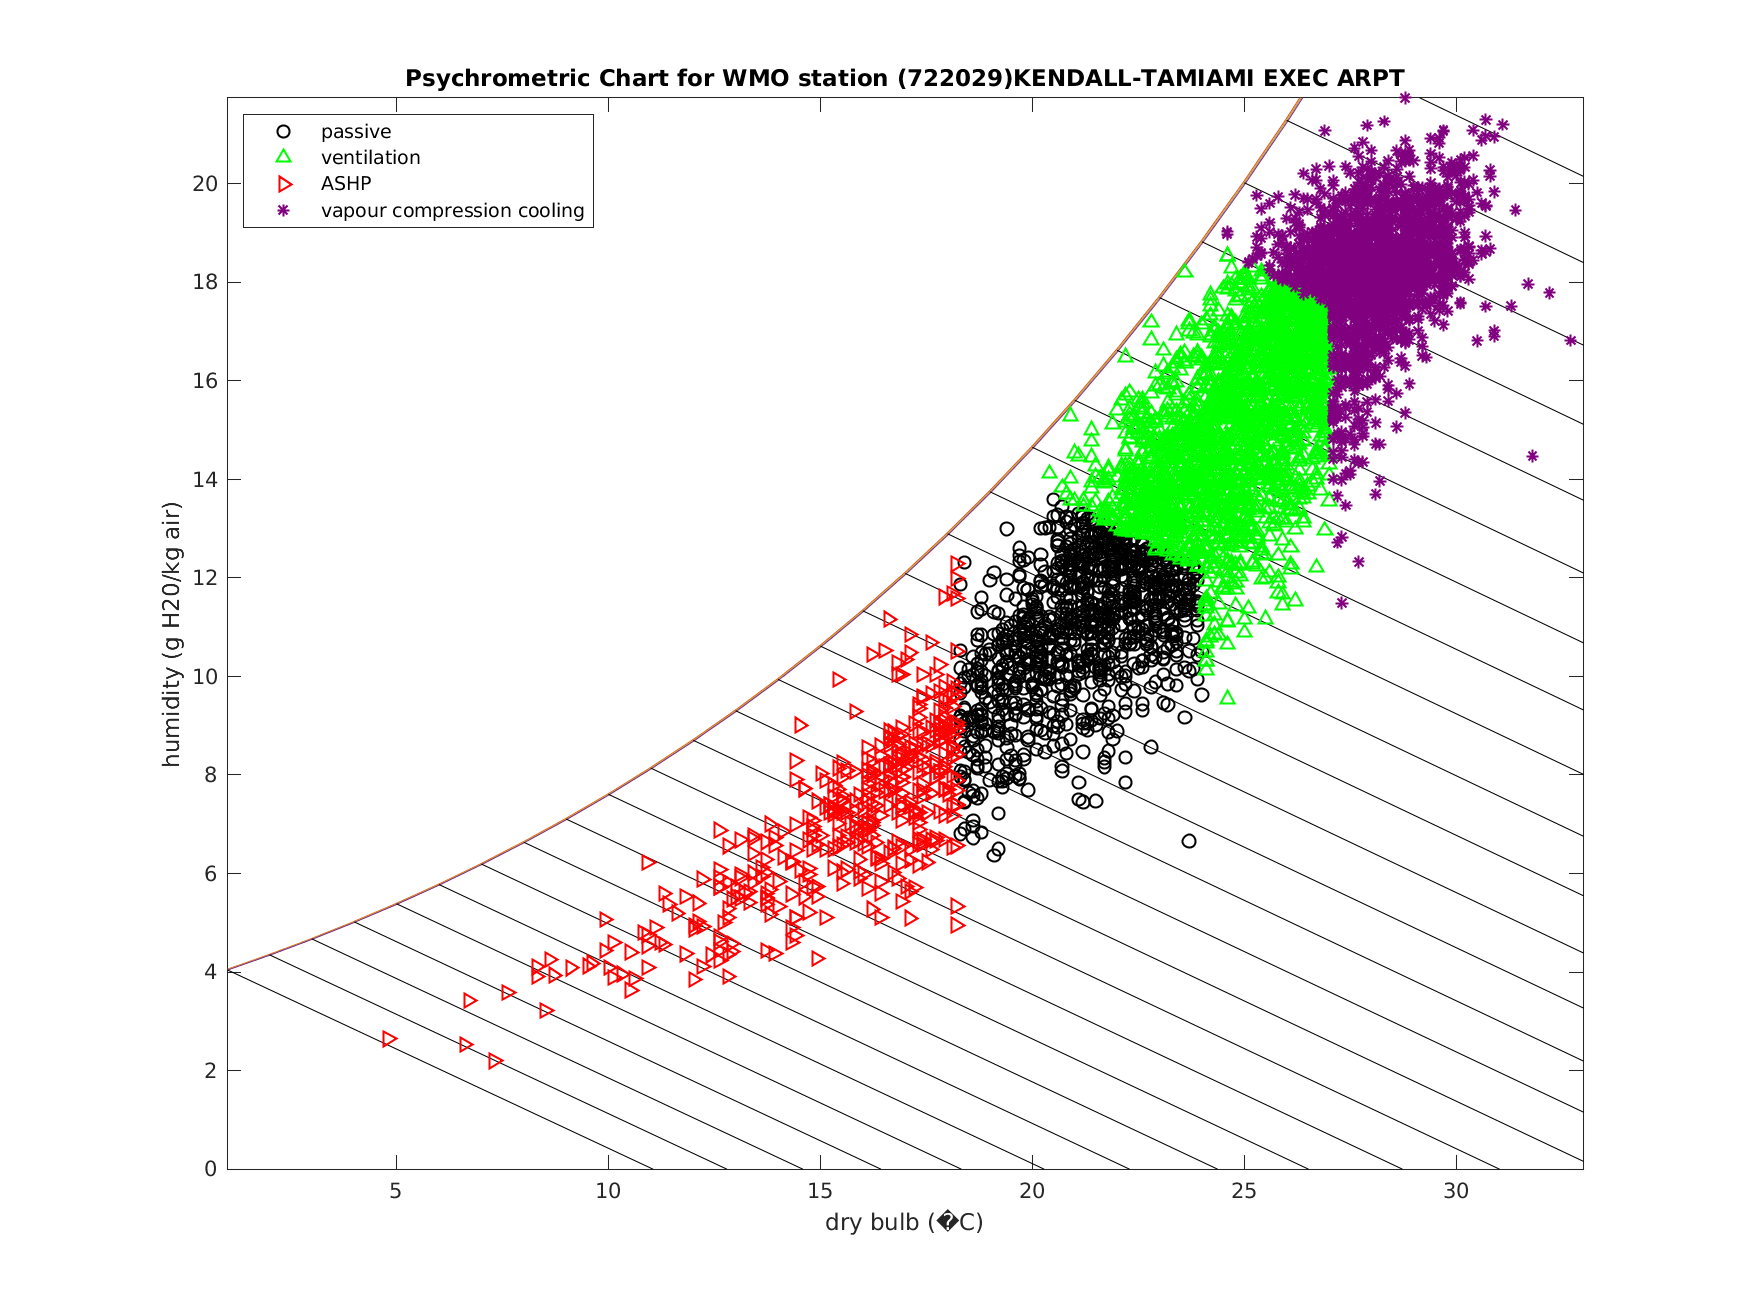 Psychrometric Chart for WMO station (722029)KENDALL-TAMIAMI EXEC ARPT
passive
ventilation
ASHP
vapour compression cooling
20
18
16
14
12
10
8
6
4
2
0
humidity (g H20/kg air)
5 10 15 20 25 30
dry bulb (�C)